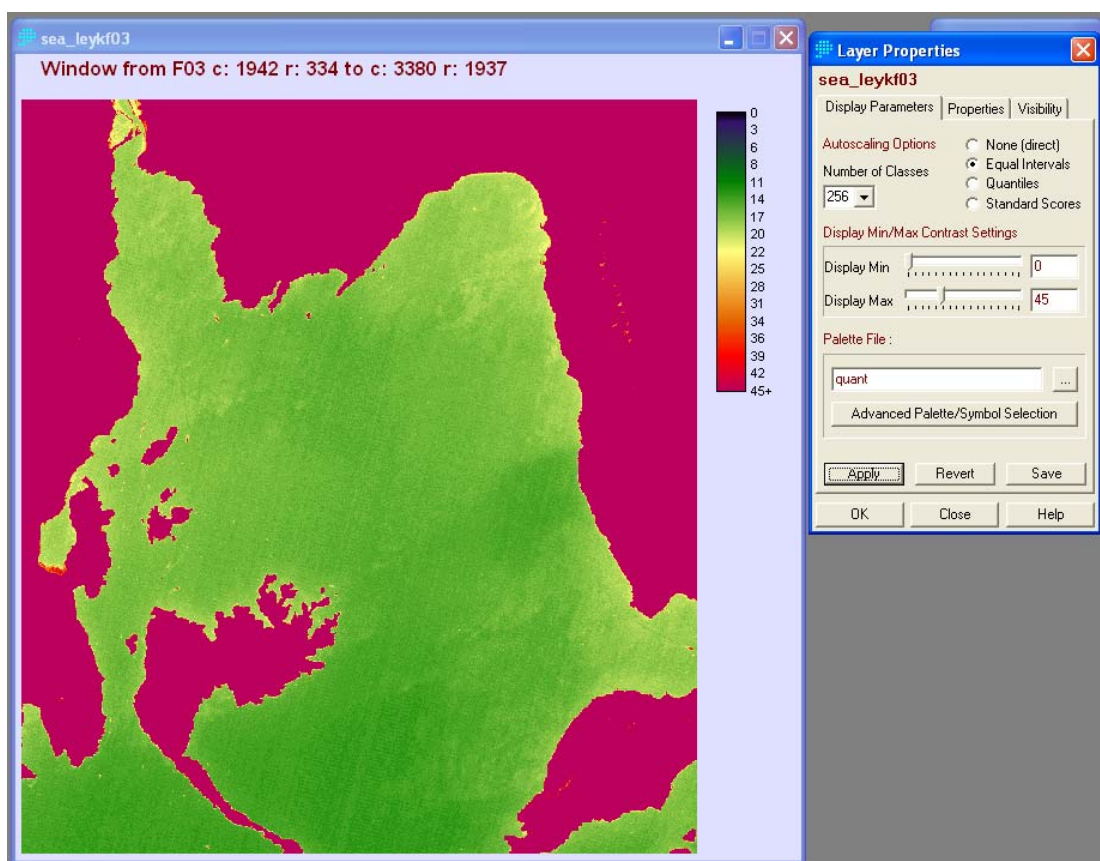 sea_leykf03
Window from F03 c: 1942 r: 334 to c: 3380 r: 1937
0
3
6
8
11
14
17
20
22
25
28
31
34
36
39
42
45+
Layer Properties
sea_leykf03
Display Parameters Properties Visibility
Autoscaling Options
Number of Classes
256
None (direct)
Equal Intervals
Quantiles
Standard Scores
Display Min/Max Contrast Settings
Display Min 0
Display Max 45
Palette File :
quant ...
Advanced Palette/Symbol Selection
Apply Revert Save
OK Close Help